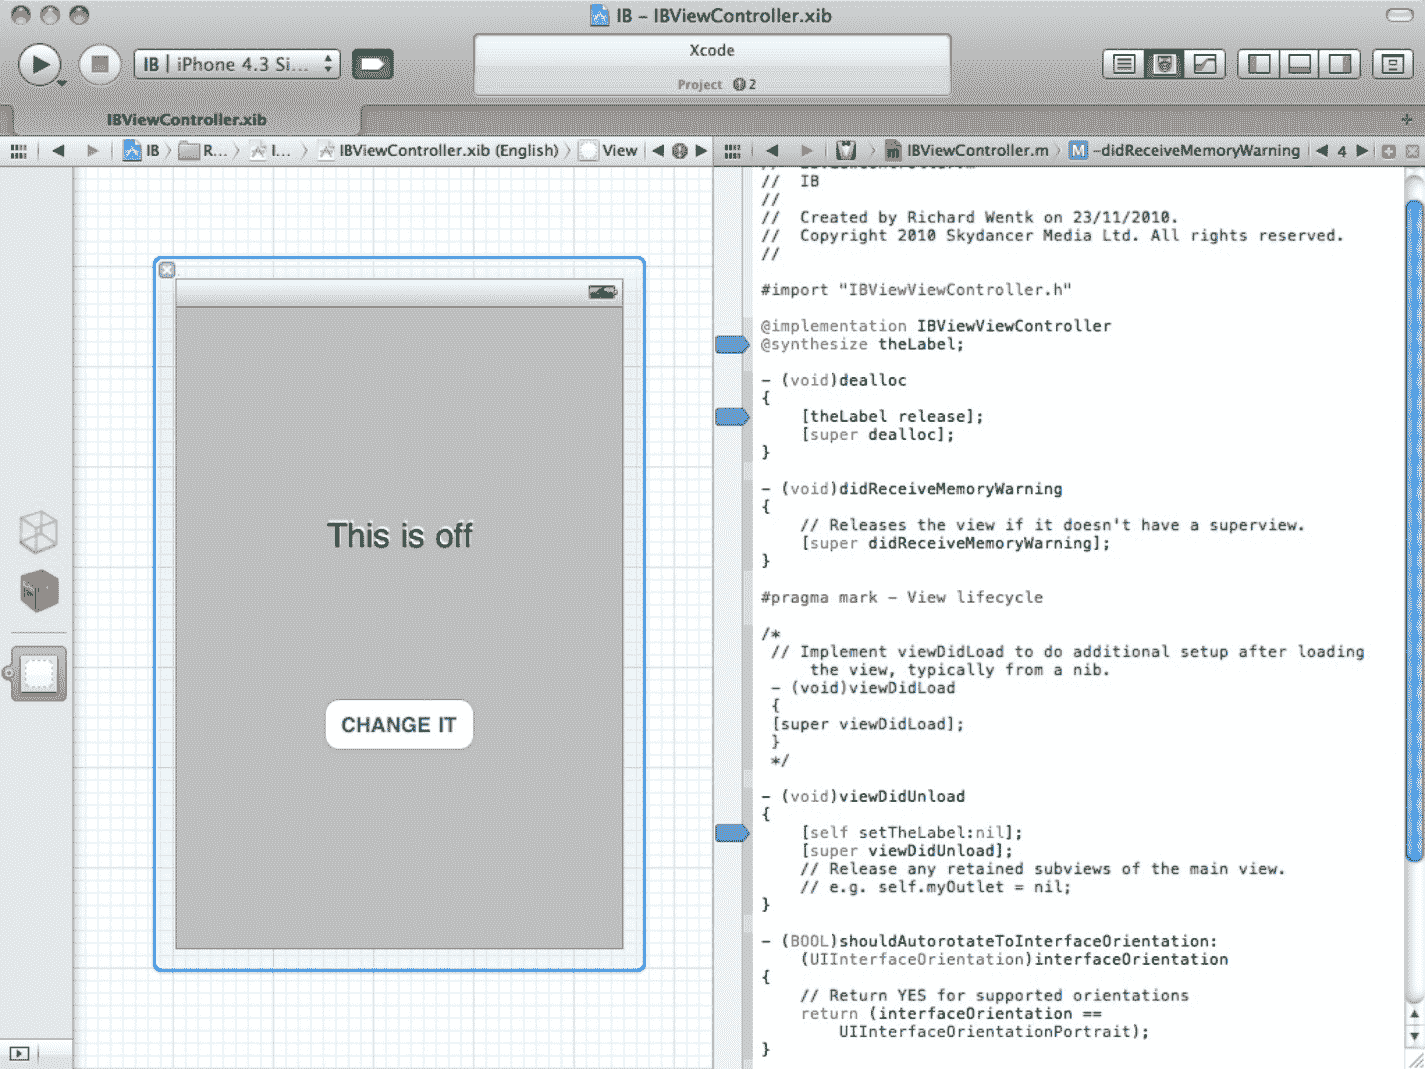 IB – IBViewController.xib
IB | iPhone 4.3 Si...
Xcode
Project 2
IBViewController.xib
IB
R...
I...
IBViewController.xib (English)
View
IBViewController.m
M
-didReceiveMemoryWarning
4
// IB
//
// Created by Richard Wentk on 23/11/2010.
// Copyright 2010 Skydancer Media Ltd. All rights reserved.
//
#import "IBViewViewController.h"
@implementation IBViewViewController
@synthesize theLabel;
- (void)dealloc
{
[theLabel release];
[super dealloc];
}
- (void)didReceiveMemoryWarning
{
// Releases the view if it doesn't have a superview.
[super didReceiveMemoryWarning];
}
#pragma mark - View lifecycle
/*
// Implement viewDidLoad to do additional setup after loading
the view, typically from a nib.
- (void)viewDidLoad
{
[super viewDidLoad];
}
*/
- (void)viewDidUnload
{
[self setTheLabel:nil];
[super viewDidUnload];
// Release any retained subviews of the main view.
// e.g. self.myOutlet = nil;
}
- (BOOL)shouldAutorotateToInterfaceOrientation:
(UIInterfaceOrientation)interfaceOrientation
{
// Return YES for supported orientations
return (interfaceOrientation ==
UIInterfaceOrientationPortrait);
}
This is off
CHANGE IT